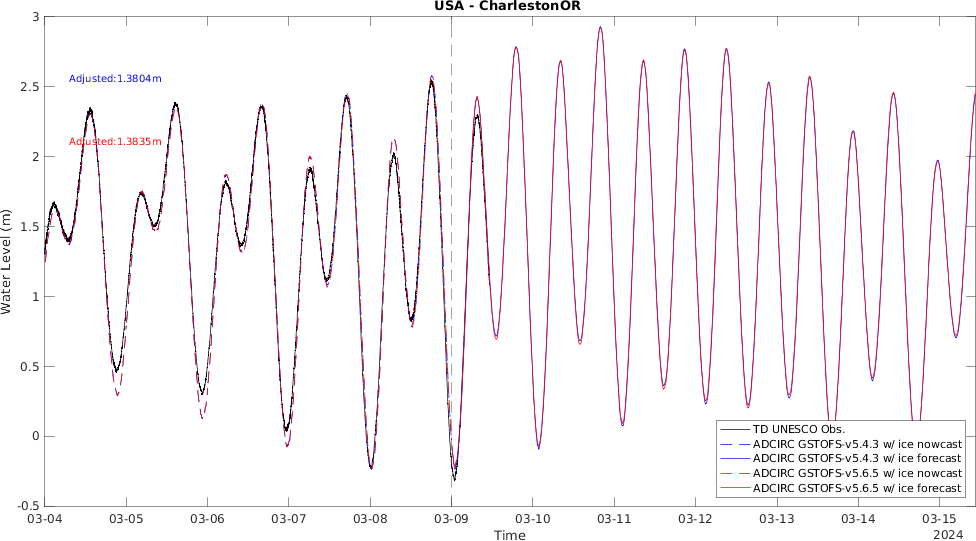 USA - CharlestonOR
3
2.5
2
1.5
1
0.5
0
-0.5
Water Level (m)
Adjusted:1.3804m
Adjusted:1.3835m
TD UNESCO Obs.
ADCIRC GSTOFS-v5.4.3 w/ ice nowcast
ADCIRC GSTOFS-v5.4.3 w/ ice forecast
ADCIRC GSTOFS-v5.6.5 w/ ice nowcast
ADCIRC GSTOFS-v5.6.5 w/ ice forecast
03-04 03-05 03-06 03-07 03-08 03-09 03-10 03-11 03-12 03-13 03-14 03-15
Time
2024